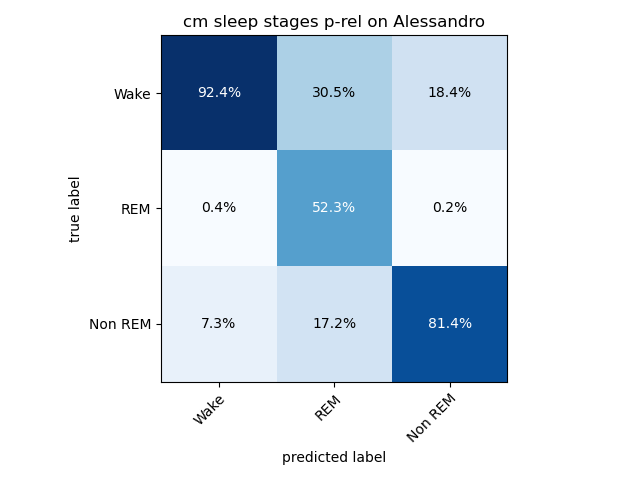 cm sleep stages p-rel on Alessandro
true label
Wake
92.4%
30.5%
18.4%
REM
0.4%
52.3%
0.2%
Non REM
7.3%
17.2%
81.4%
Wake
REM
Non REM
predicted label